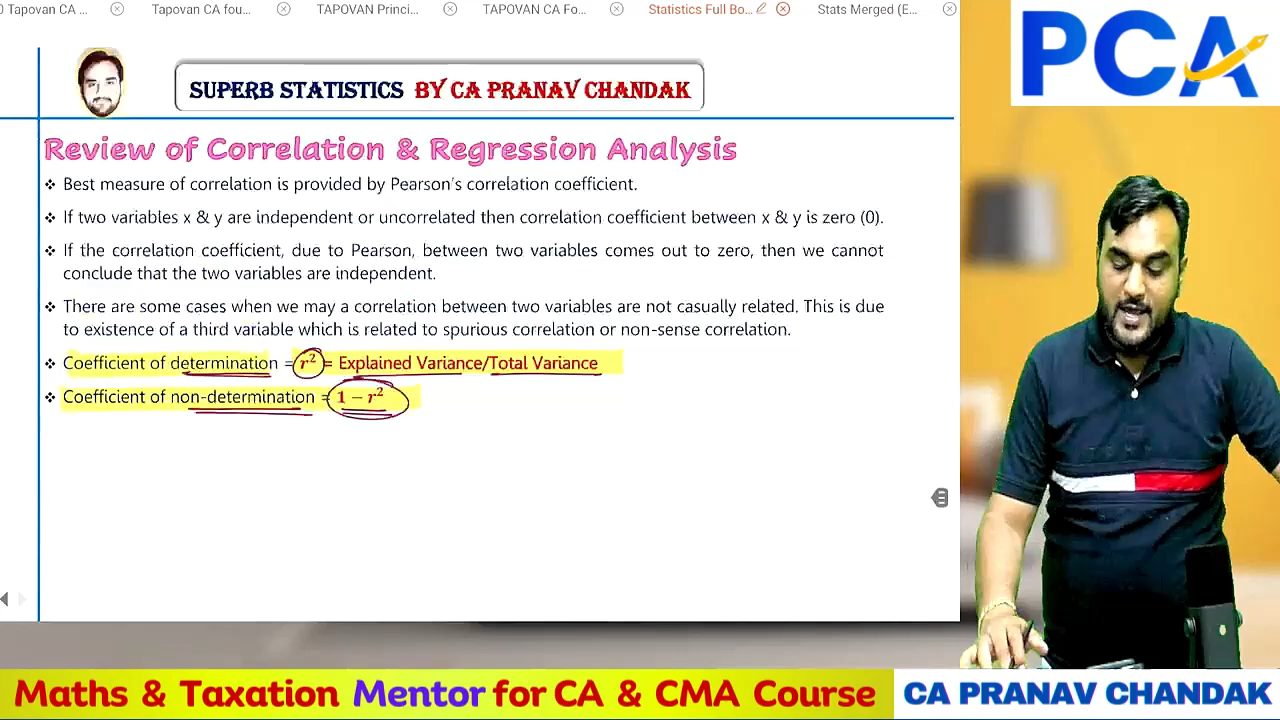 0 Tapovan CA ... Tapovan CA fou... TAPOVAN Princi... TAPOVAN CA Fo... Statistics Full Bo... Stats Merged (E...
PCA
SUPERB STATISTICS BY CA PRANAV CHANDAK
Review of Correlation & Regression Analysis
❖ Best measure of correlation is provided by Pearson's correlation coefficient.
❖ If two variables x & y are independent or uncorrelated then correlation coefficient between x & y is zero (0).
❖ If the correlation coefficient, due to Pearson, between two variables comes out to zero, then we cannot
conclude that the two variables are independent.
❖ There are some cases when we may a correlation between two variables are not casually related. This is due
to existence of a third variable which is related to spurious correlation or non-sense correlation.
❖ Coefficient of determination = r² = Explained Variance/Total Variance
❖ Coefficient of non-determination = 1 − r²
Maths & Taxation Mentor for CA & CMA Course
CA PRANAV CHANDAK